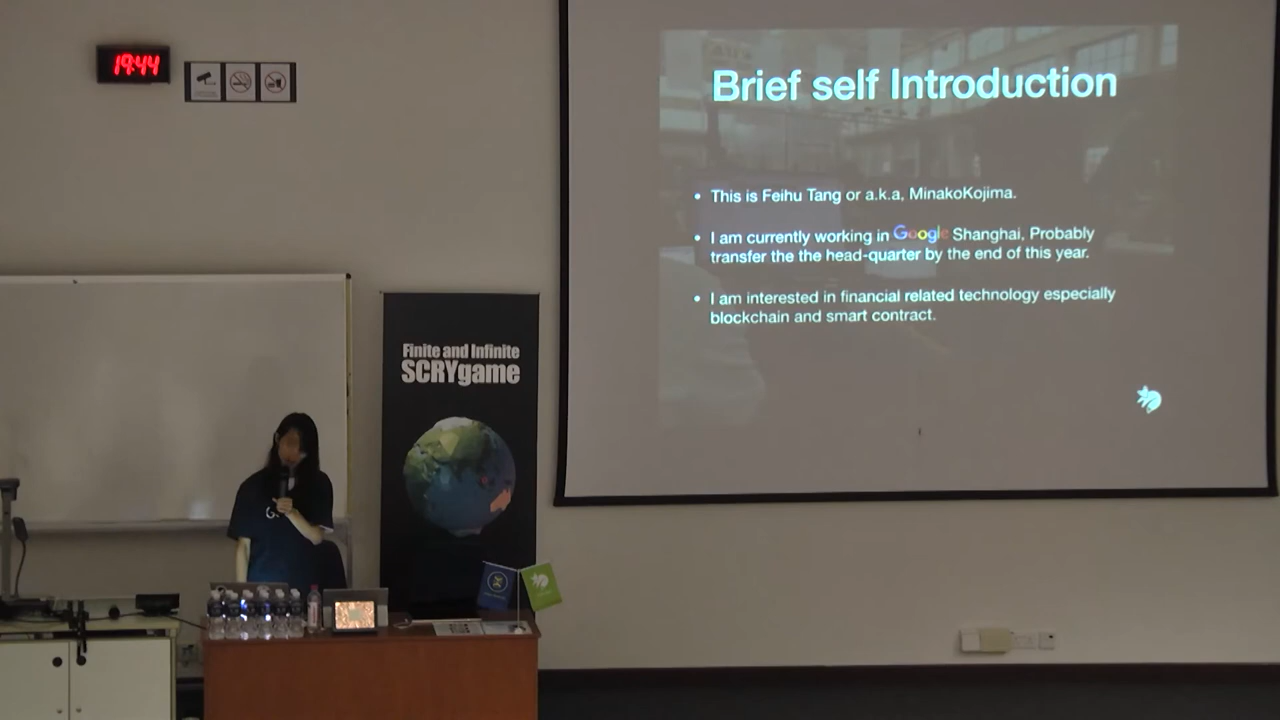 19:44
Brief self Introduction
• This is Feihu Tang or a.k.a, MinakoKojima.
• I am currently working in Google Shanghai, Probably
transfer the the head-quarter by the end of this year.
• I am interested in financial related technology especially
blockchain and smart contract.
Finite and Infinite
SCRYgame